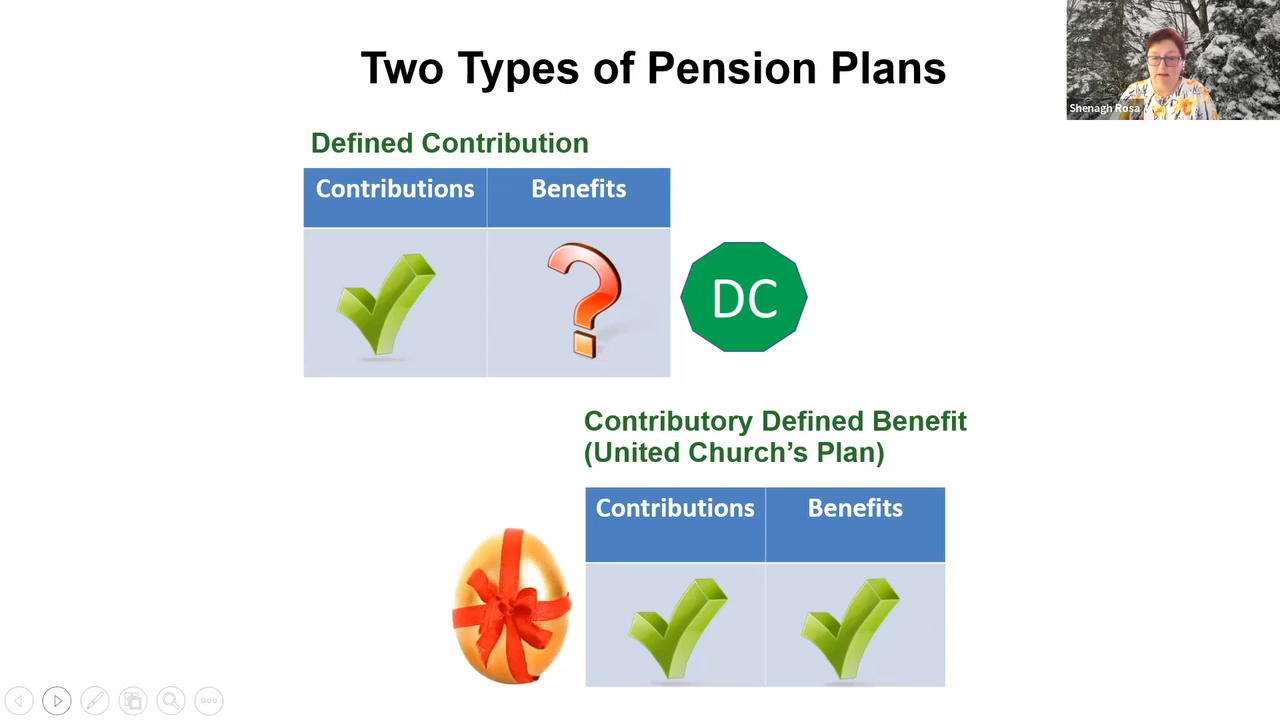 Two Types of Pension Plans
Shenagh Rosa
Defined Contribution
Contributions Benefits
DC
Contributory Defined Benefit
(United Church’s Plan)
Contributions Benefits